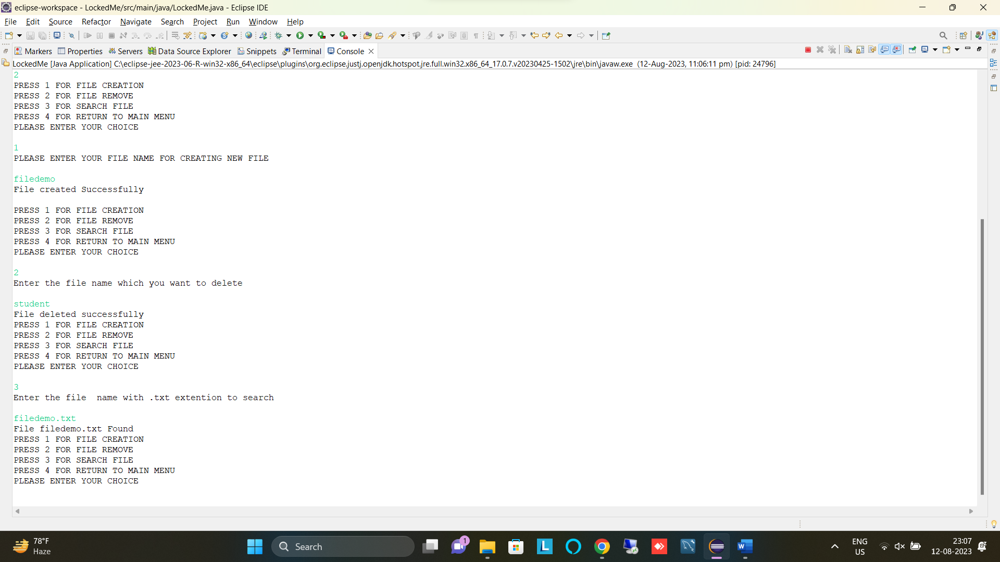 eclipse-workspace - LockedMe/src/main/java/LockedMe.java - Eclipse IDE
File Edit Source Refactor Navigate Search Project Run Window Help
Markers Properties Servers Data Source Explorer Snippets Terminal Console
LockedMe [Java Application] C:\eclipse-jee-2023-06-R-win32-x86_64\eclipse\plugins\org.eclipse.justj.openjdk.hotspot.jre.full.win32.x86_64_17.0.7.v20230425-1502\jre\bin\javaw.exe (12-Aug-2023, 11:06:11 pm) [pid: 24796]
2
PRESS 1 FOR FILE CREATION
PRESS 2 FOR FILE REMOVE
PRESS 3 FOR SEARCH FILE
PRESS 4 FOR RETURN TO MAIN MENU
PLEASE ENTER YOUR CHOICE
1
PLEASE ENTER YOUR FILE NAME FOR CREATING NEW FILE
filedemo
File created Successfully
PRESS 1 FOR FILE CREATION
PRESS 2 FOR FILE REMOVE
PRESS 3 FOR SEARCH FILE
PRESS 4 FOR RETURN TO MAIN MENU
PLEASE ENTER YOUR CHOICE
2
Enter the file name which you want to delete
student
File deleted successfully
PRESS 1 FOR FILE CREATION
PRESS 2 FOR FILE REMOVE
PRESS 3 FOR SEARCH FILE
PRESS 4 FOR RETURN TO MAIN MENU
PLEASE ENTER YOUR CHOICE
3
Enter the file  name with .txt extention to search
filedemo.txt
File filedemo.txt Found
PRESS 1 FOR FILE CREATION
PRESS 2 FOR FILE REMOVE
PRESS 3 FOR SEARCH FILE
PRESS 4 FOR RETURN TO MAIN MENU
PLEASE ENTER YOUR CHOICE
78°F
Haze
Search
1
L
W
ENG
US
23:07
12-08-2023